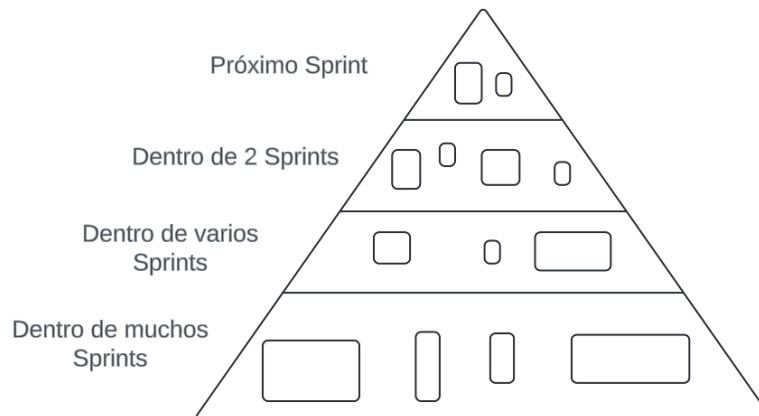 Próximo Sprint
Dentro de 2 Sprints
Dentro de varios
Sprints
Dentro de muchos
Sprints